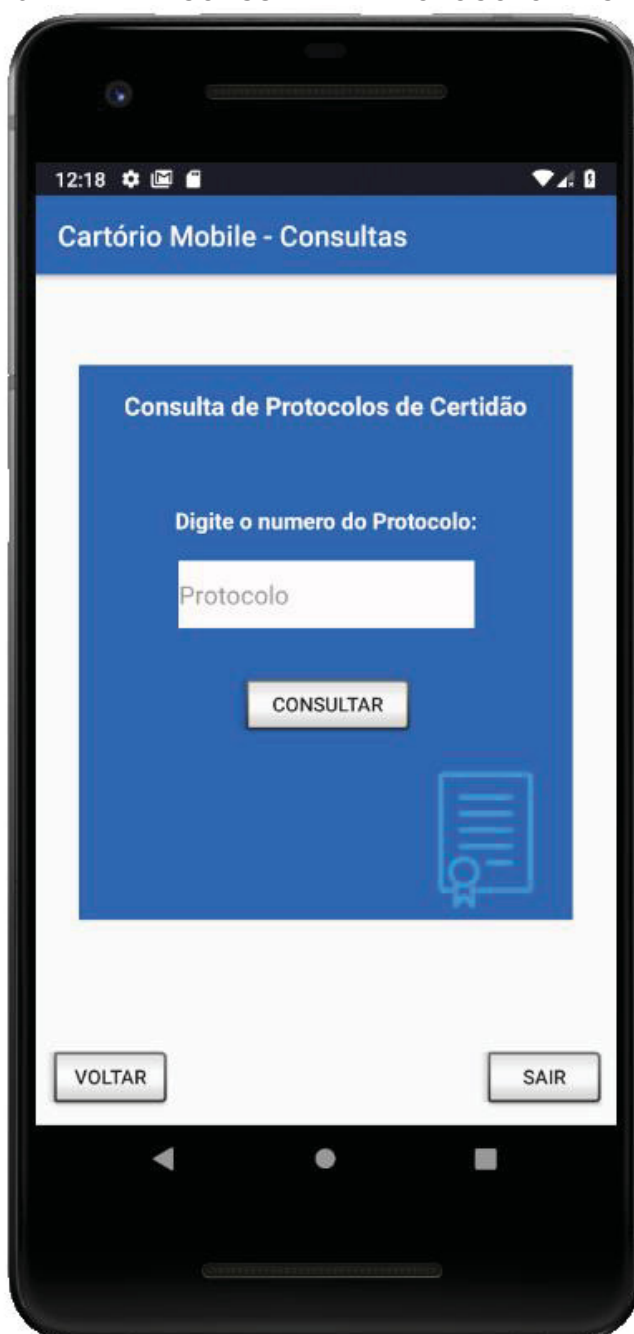 12:18
Cartório Mobile - Consultas
Consulta de Protocolos de Certidão
Digite o numero do Protocolo:
Protocolo
CONSULTAR
VOLTAR
SAIR